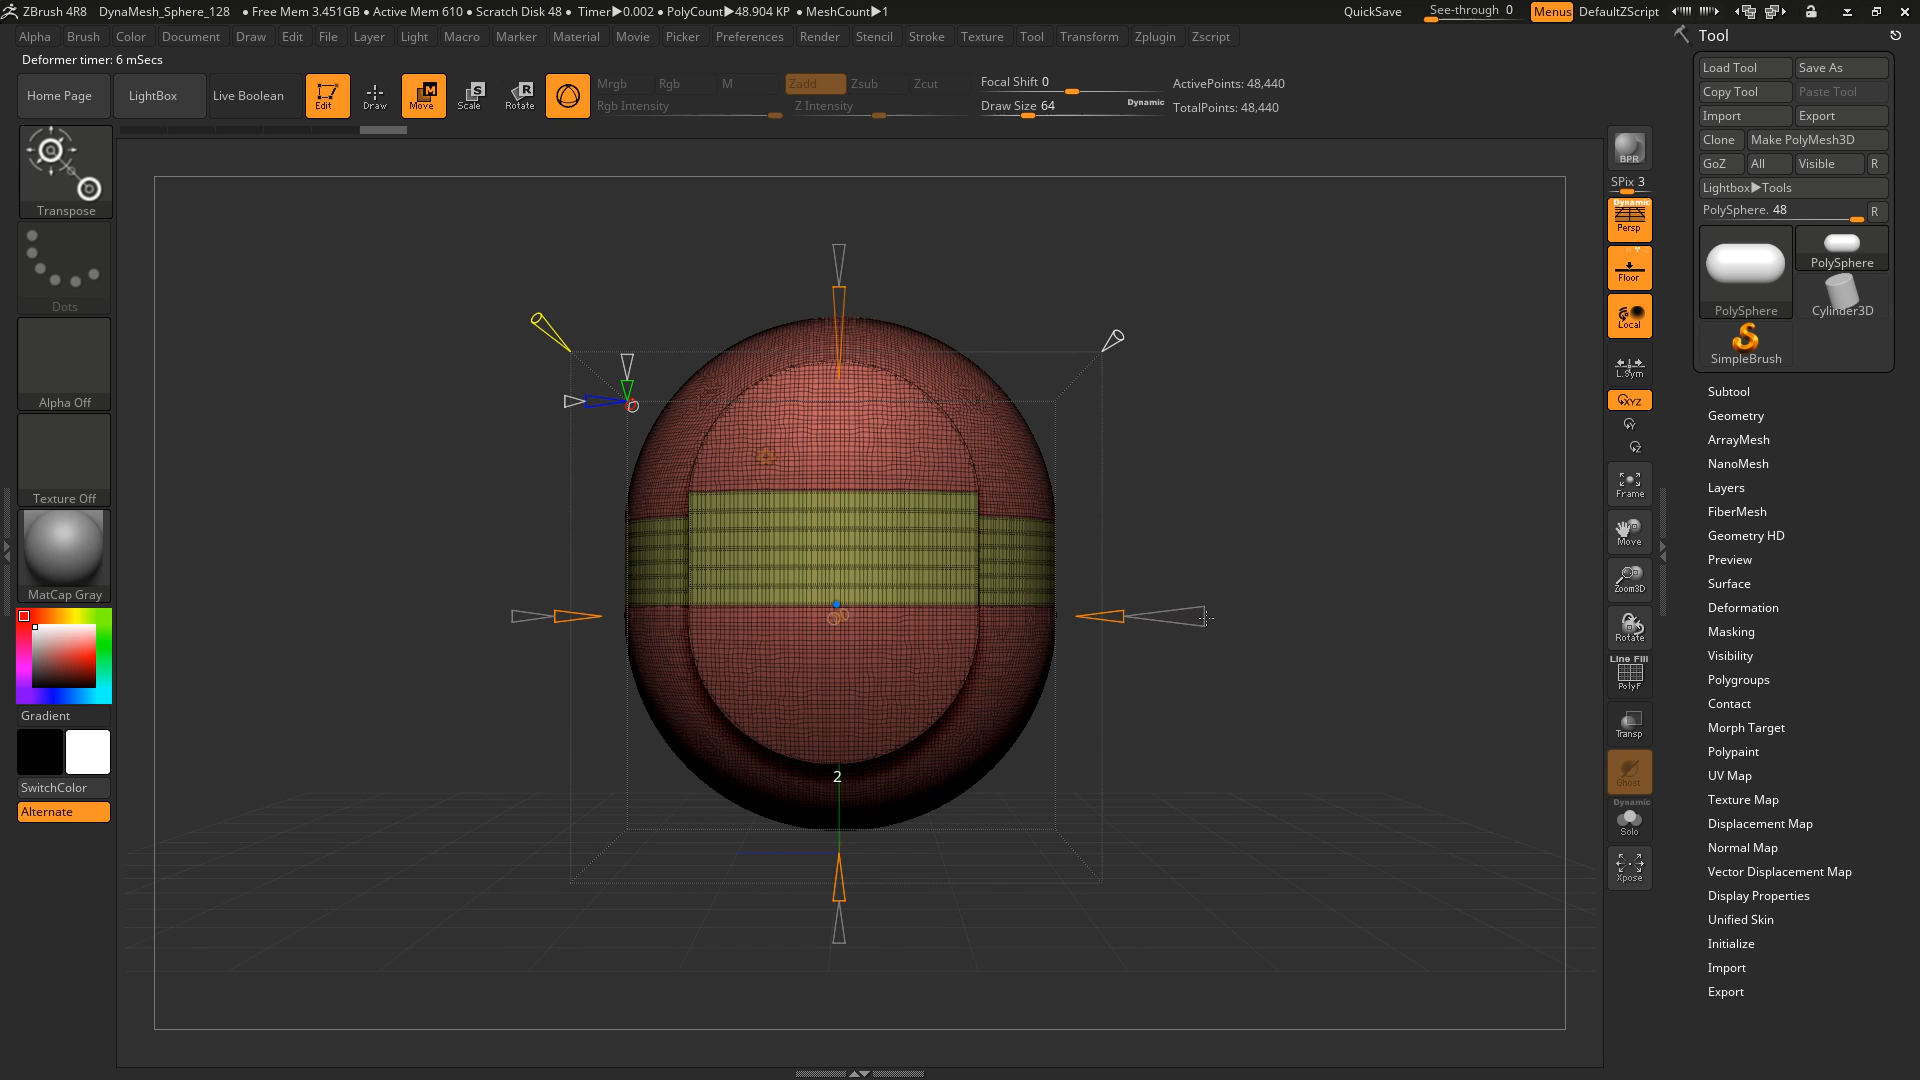 ZBrush 4R8 DynaMesh_Sphere_128 ● Free Mem 3.451GB ● Active Mem 610 ● Scratch Disk 48 ● Timer▶0.002 ● PolyCount▶48.904 KP ● MeshCount▶1 QuickSave See-through 0 Menus DefaultZScript
Alpha Brush Color Document Draw Edit File Layer Light Macro Marker Material Movie Picker Preferences Render Stencil Stroke Texture Tool Transform Zplugin Zscript
Deformer timer: 6 mSecs
Home Page LightBox Live Boolean Edit Draw Move Scale Rotate
Mrgb Rgb M Zadd Zsub Zcut
Rgb Intensity Z Intensity
Focal Shift 0
Draw Size 64 Dynamic
ActivePoints: 48,440
TotalPoints: 48,440
Transpose
Dots
Alpha Off
Texture Off
MatCap Gray
Gradient
SwitchColor
Alternate
2
BPR
SPix 3
Dynamic
Persp
Floor
Local
L.Sym
XYZ
Y
Z
Frame
Move
Zoom3D
Rotate
Line Fill
PolyF
Transp
Ghost
Dynamic
Solo
Xpose
Tool
Load Tool Save As
Copy Tool Paste Tool
Import Export
Clone Make PolyMesh3D
GoZ All Visible R
Lightbox▶Tools
PolySphere. 48 R
PolySphere PolySphere
Cylinder3D
SimpleBrush
Subtool
Geometry
ArrayMesh
NanoMesh
Layers
FiberMesh
Geometry HD
Preview
Surface
Deformation
Masking
Visibility
Polygroups
Contact
Morph Target
Polypaint
UV Map
Texture Map
Displacement Map
Normal Map
Vector Displacement Map
Display Properties
Unified Skin
Initialize
Import
Export